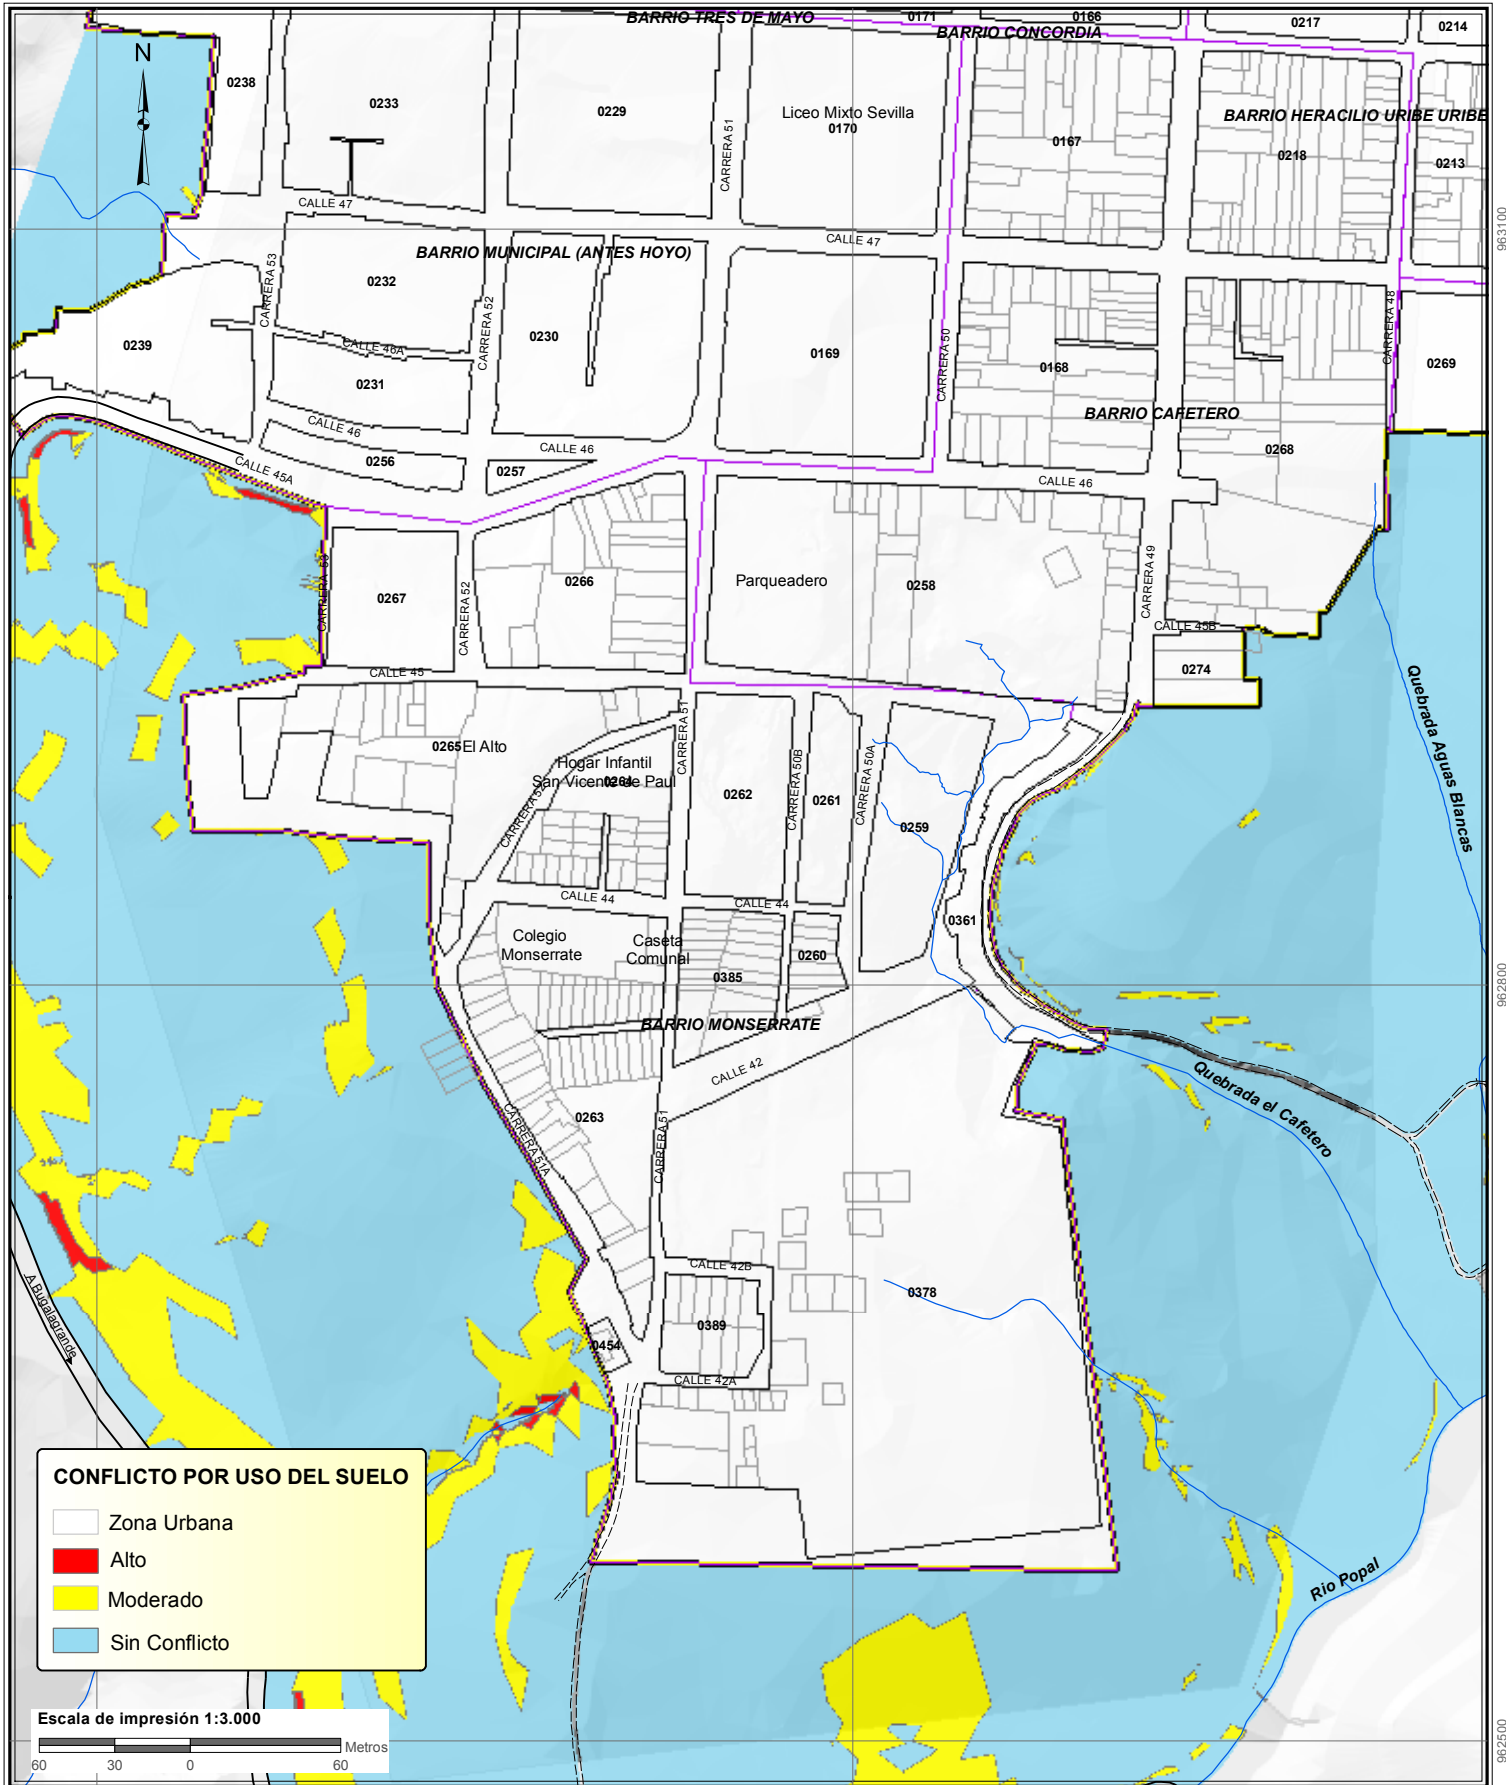 BARRIO TRES DE MAYO
0171
0166
0217
0214
BARRIO CONCORDIA
N
0238
0233
0229
Liceo Mixto Sevilla
0170
BARRIO HERACILIO URIBE URIBE
0167
0218
0213
CARRERA 51
CALLE 47
CALLE 47
963100
BARRIO MUNICIPAL (ANTES HOYO)
CARRERA 53
0232
CARRERA 52
0230
0169
CARRERA 50
0168
CARRERA 48
0269
0239
CALLE 46A
0231
BARRIO CAFETERO
CALLE 46
CALLE 46
0268
0256
0257
CALLE 45A
CALLE 46
CARRERA 53
0267
CARRERA 52
0266
Parqueadero
0258
CARRERA 49
CALLE 45B
0274
CALLE 45
Quebrada Aguas Blancas
CARRERA 51
0265
El Alto
Hogar Infantil
San Vicente de Paul
0264
CARRERA 52
0262
CARRERA 50B
0261
CARRERA 50A
0259
CALLE 44
CALLE 44
0361
Colegio
Monserrate
Caseta
Comunal
0385
0260
962800
BARRIO MONSERRATE
CALLE 42
Quebrada el Cafetero
0263
CARRERA 51A
CARRERA 51
CALLE 42B
0378
A Bugalagrande
0389
0454
CALLE 42A
CONFLICTO POR USO DEL SUELO
Zona Urbana
Alto
Moderado
Sin Conflicto
Rio Popal
Escala de impresión 1:3.000
Metros
60 30 0 60
962500